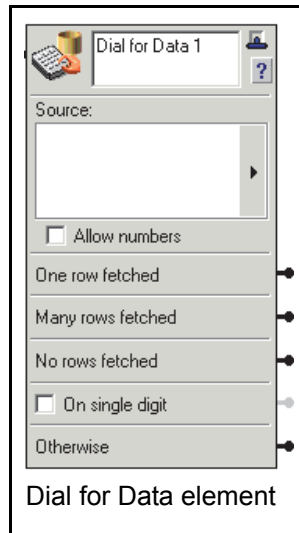 Dial for Data 1
?
Source:
Allow numbers
One row fetched
Many rows fetched
No rows fetched
On single digit
Otherwise
Dial for Data element